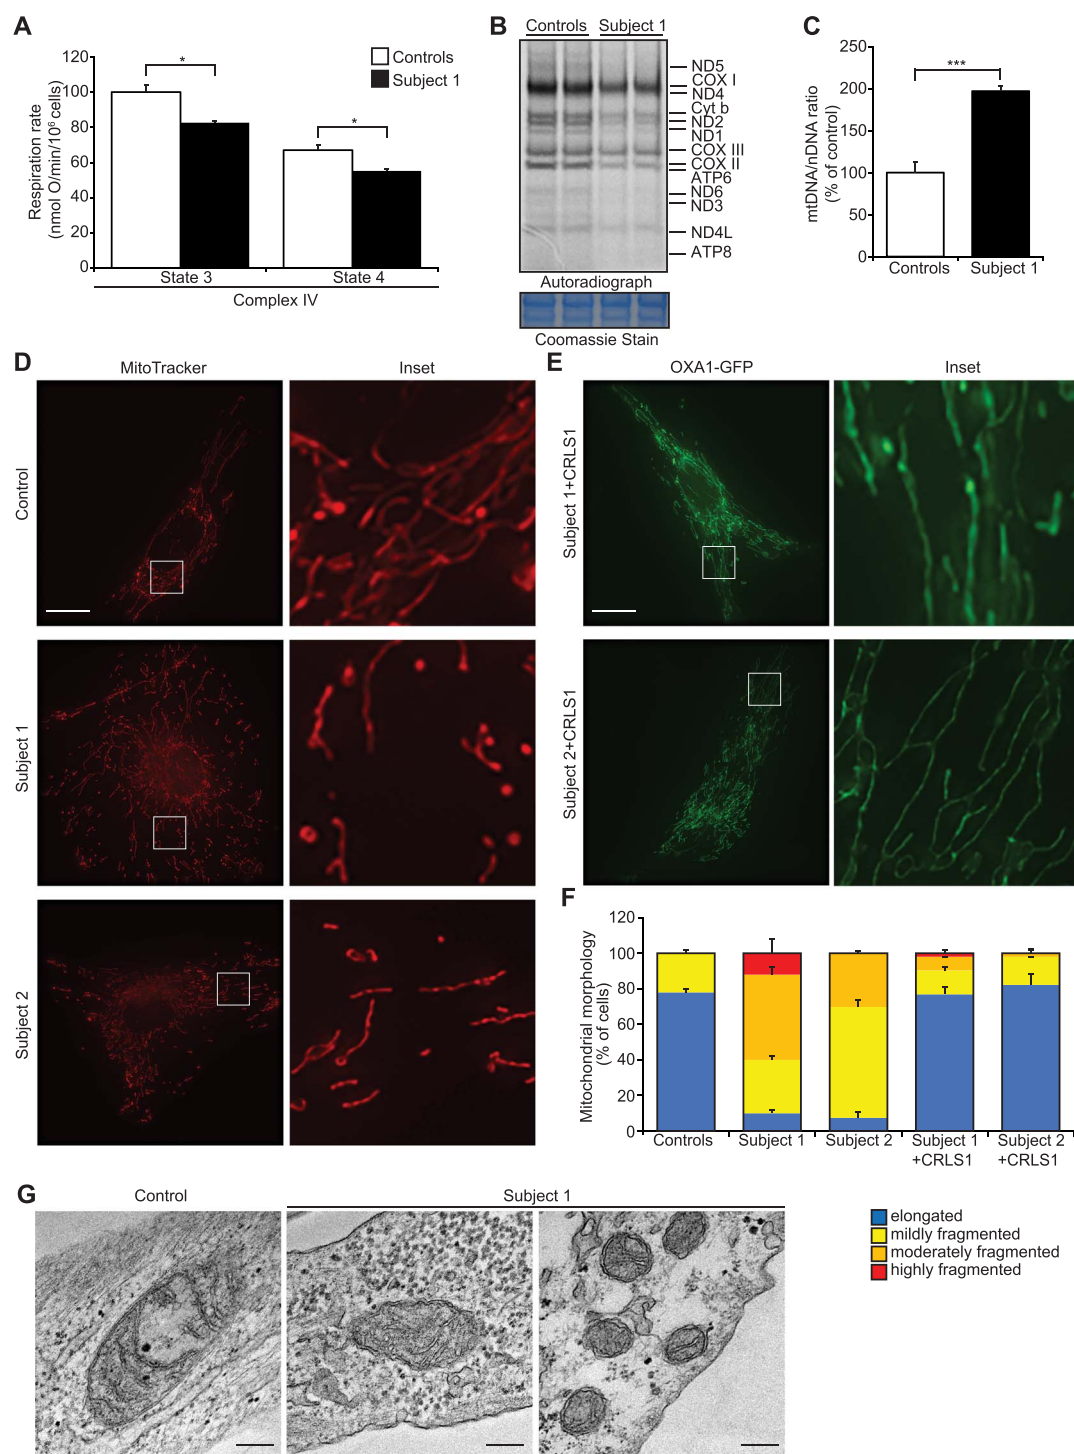 A
120
100
80
60
40
20
0
Respiration rate
(nmol O/min/10⁶ cells)
*
*
Controls
Subject 1
State 3
State 4
Complex IV
B
Controls
Subject 1
ND5
COX I
ND4
Cyt b
ND2
ND1
COX III
COX II
ATP6
ND6
ND3
ND4L
ATP8
Autoradiograph
Coomassie Stain
C
250
200
150
100
50
0
mtDNA/nDNA ratio
(% of control)
***
Controls
Subject 1
D
MitoTracker
Inset
Control
Subject 1
Subject 2
E
OXA1-GFP
Inset
Subject 1+CRLS1
Subject 2+CRLS1
F
120
100
80
60
40
20
0
Mitochondrial morphology
(% of cells)
Controls
Subject 1
Subject 2
Subject 1
+CRLS1
Subject 2
+CRLS1
elongated
mildly fragmented
moderately fragmented
highly fragmented
G
Control
Subject 1